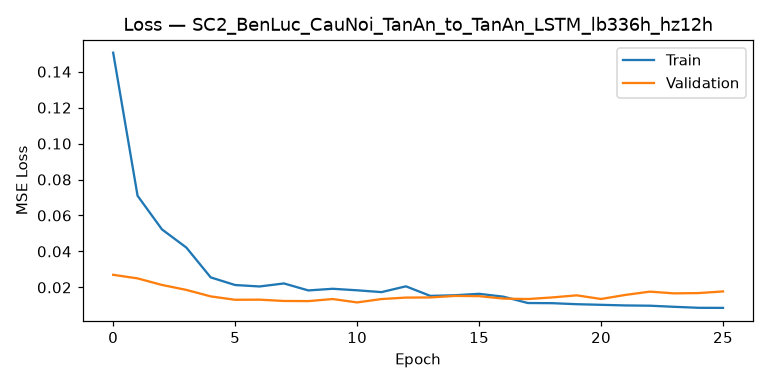 Loss — SC2_BenLuc_CauNoi_TanAn_to_TanAn_LSTM_lb336h_hz12h
Train
Validation
MSE Loss
0.14
0.12
0.10
0.08
0.06
0.04
0.02
0 5 10 15 20 25
Epoch